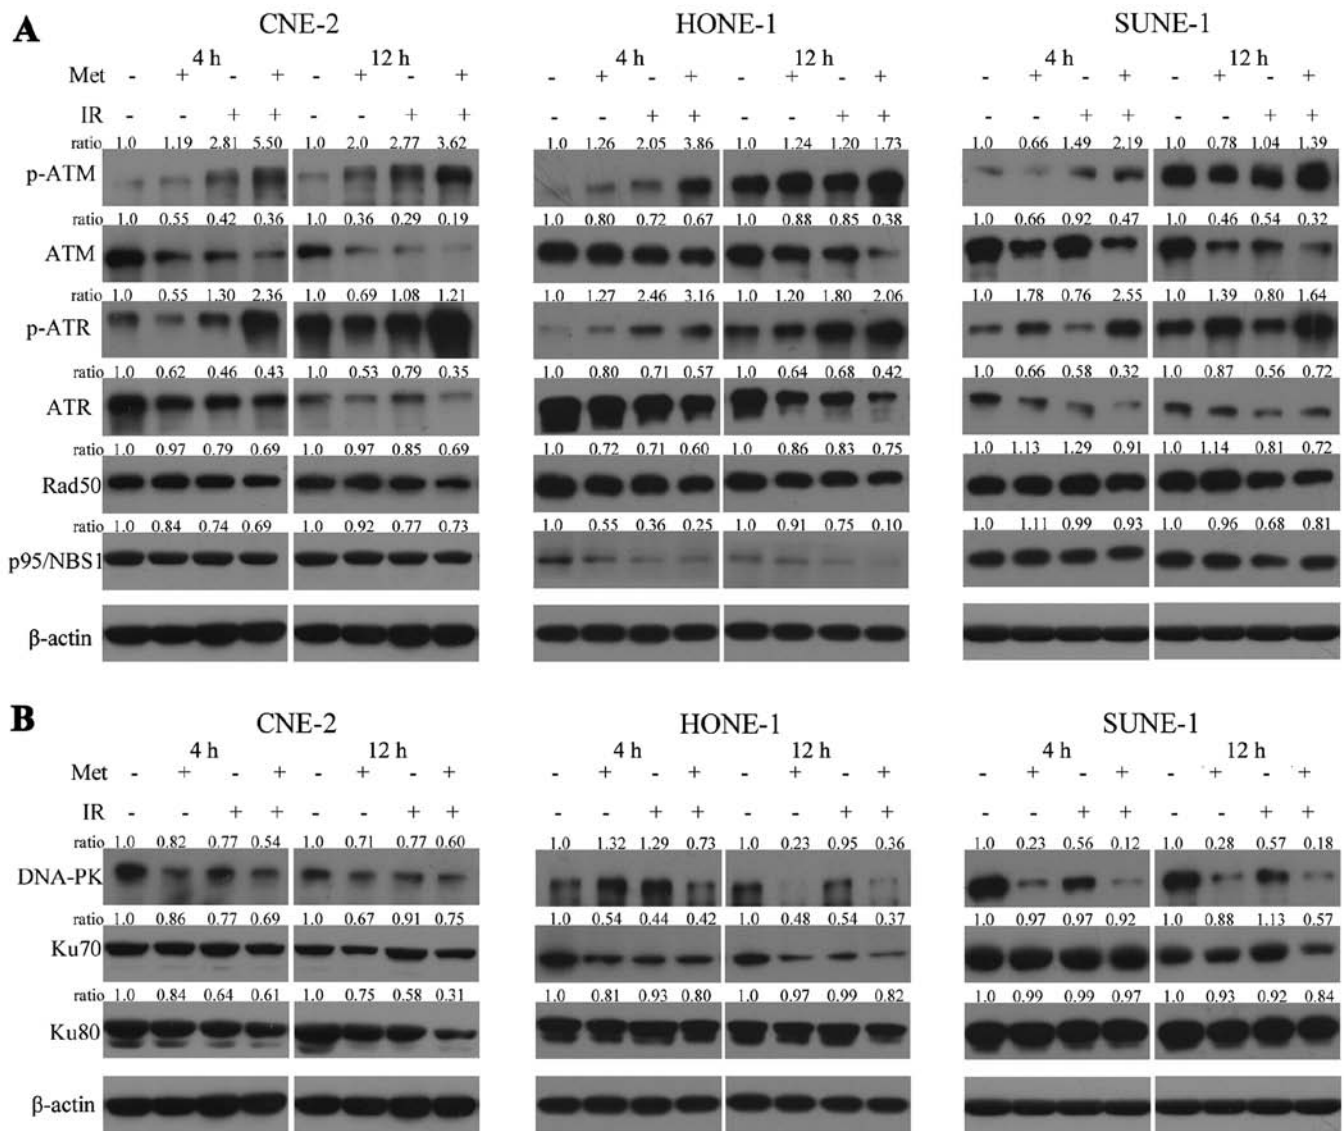 A
CNE-2 HONE-1 SUNE-1
4 h 12 h 4 h 12 h 4 h 12 h
Met - + - + - + - + - + - + - + - + - + - + - + - +
IR - - + + - - + + - - + + - - + + - - + + - - + +
ratio 1.0 1.19 2.81 5.50 1.0 2.0 2.77 3.62 1.0 1.26 2.05 3.86 1.0 1.24 1.20 1.73 1.0 0.66 1.49 2.19 1.0 0.78 1.04 1.39
p-ATM
ratio 1.0 0.55 0.42 0.36 1.0 0.36 0.29 0.19 1.0 0.80 0.72 0.67 1.0 0.88 0.85 0.38 1.0 0.66 0.92 0.47 1.0 0.46 0.54 0.32
ATM
ratio 1.0 0.55 1.30 2.36 1.0 0.69 1.08 1.21 1.0 1.27 2.46 3.16 1.0 1.20 1.80 2.06 1.0 1.78 0.76 2.55 1.0 1.39 0.80 1.64
p-ATR
ratio 1.0 0.62 0.46 0.43 1.0 0.53 0.79 0.35 1.0 0.80 0.71 0.57 1.0 0.64 0.68 0.42 1.0 0.66 0.58 0.32 1.0 0.87 0.56 0.72
ATR
ratio 1.0 0.97 0.79 0.69 1.0 0.97 0.85 0.69 1.0 0.72 0.71 0.60 1.0 0.86 0.83 0.75 1.0 1.13 1.29 0.91 1.0 1.14 0.81 0.72
Rad50
ratio 1.0 0.84 0.74 0.69 1.0 0.92 0.77 0.73 1.0 0.55 0.36 0.25 1.0 0.91 0.75 0.10 1.0 1.11 0.99 0.93 1.0 0.96 0.68 0.81
p95/NBS1
β-actin
B
CNE-2 HONE-1 SUNE-1
4 h 12 h 4 h 12 h 4 h 12 h
Met - + - + - + - + - + - + - + - + - + - + - + - +
IR - - + + - - + + - - + + - - + + - - + + - - + +
ratio 1.0 0.82 0.77 0.54 1.0 0.71 0.77 0.60 1.0 1.32 1.29 0.73 1.0 0.23 0.95 0.36 1.0 0.23 0.56 0.12 1.0 0.28 0.57 0.18
DNA-PK
ratio 1.0 0.86 0.77 0.69 1.0 0.67 0.91 0.75 1.0 0.54 0.44 0.42 1.0 0.48 0.54 0.37 1.0 0.97 0.97 0.92 1.0 0.88 1.13 0.57
Ku70
ratio 1.0 0.84 0.64 0.61 1.0 0.75 0.58 0.31 1.0 0.81 0.93 0.80 1.0 0.97 0.99 0.82 1.0 0.99 0.99 0.97 1.0 0.93 0.92 0.84
Ku80
β-actin